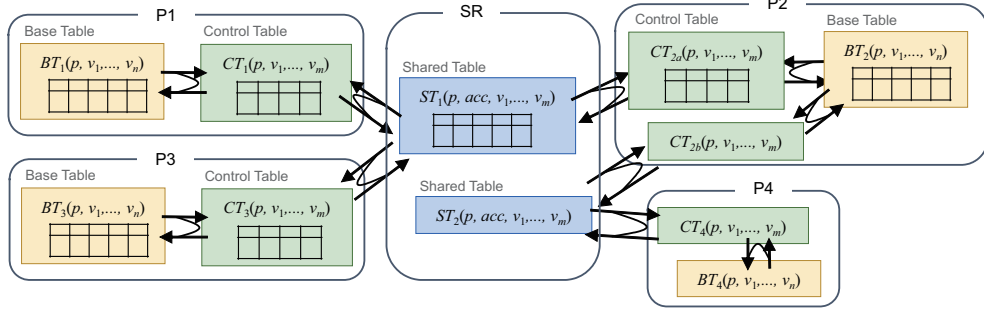 P1
SR
P2
Base Table
Control Table
Control Table
Base Table
BT1(p, v1,..., vn)
CT1(p, v1,..., vm)
Shared Table
ST1(p, acc, v1,..., vm)
CT2a(p, v1,..., vm)
BT2(p, v1,..., vn)
CT2b(p, v1,..., vm)
P3
Base Table
Control Table
BT3(p, v1,..., vn)
CT3(p, v1,..., vm)
Shared Table
ST2(p, acc, v1,..., vm)
P4
CT4(p, v1,..., vm)
BT4(p, v1,..., vn)